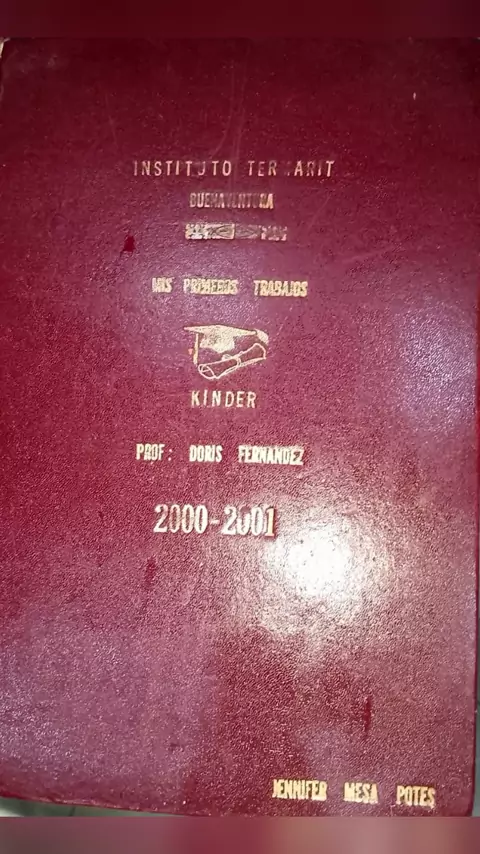 INSTITUTO
BUENAVENTURA
MIS PRIMEROS TRABAJOS
KINDER
PROF: DORIS FERNANDEZ
2000-2001
JENNIFER MESA POTES